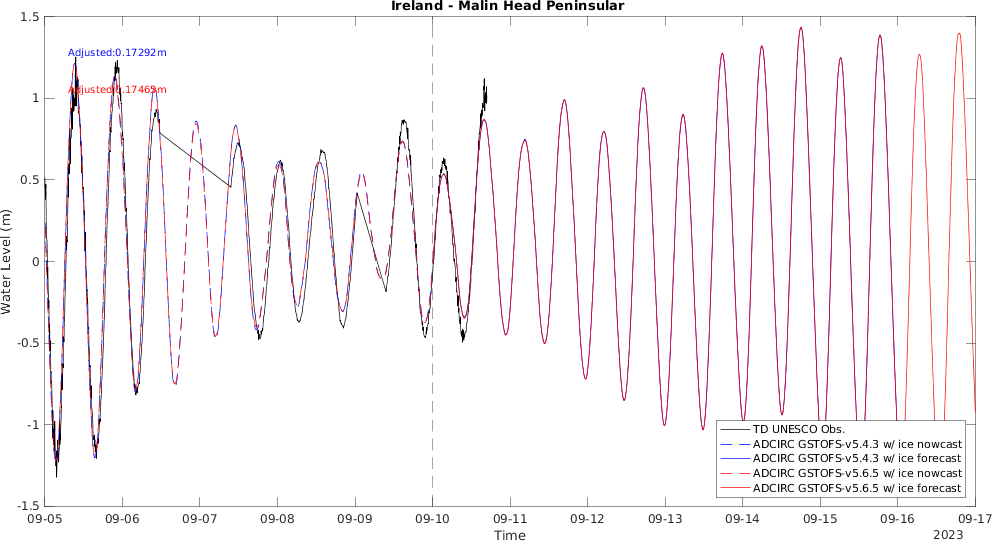 Ireland - Malin Head Peninsular
1.5
1
0.5
0
-0.5
-1
-1.5
Water Level (m)
Adjusted:0.17292m
Adjusted:0.17465m
TD UNESCO Obs.
ADCIRC GSTOFS-v5.4.3 w/ ice nowcast
ADCIRC GSTOFS-v5.4.3 w/ ice forecast
ADCIRC GSTOFS-v5.6.5 w/ ice nowcast
ADCIRC GSTOFS-v5.6.5 w/ ice forecast
09-05 09-06 09-07 09-08 09-09 09-10 09-11 09-12 09-13 09-14 09-15 09-16 09-17
Time
2023